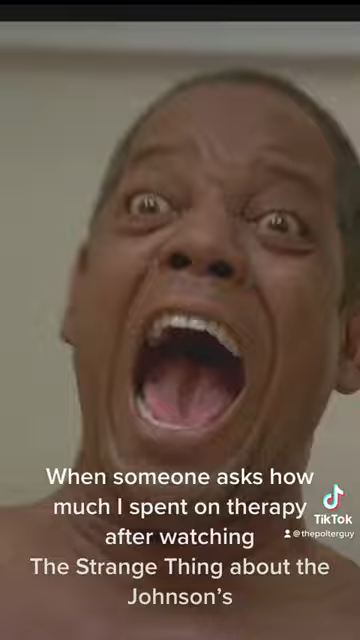 When someone asks how
much I spent on therapy
after watching
The Strange Thing about the
Johnson's
TikTok
@thepolterguy